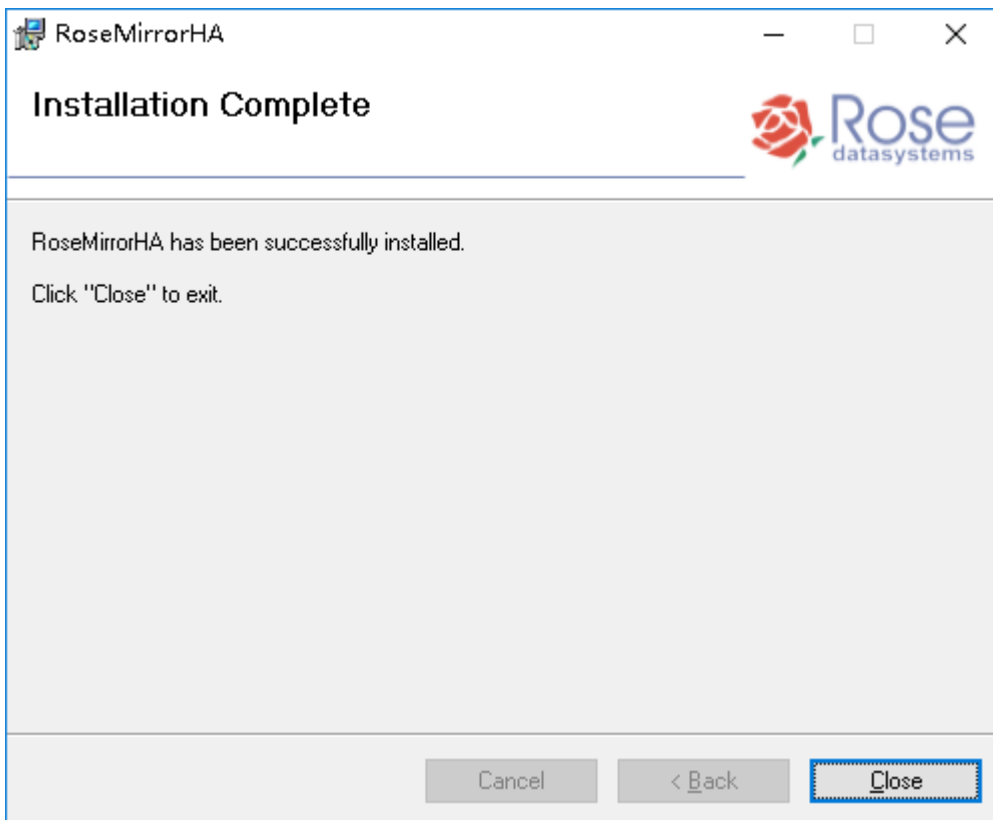 RoseMirrorHA
Installation Complete
Rose
datasystems
RoseMirrorHA has been successfully installed.
Click "Close" to exit.
Cancel
< Back
Close